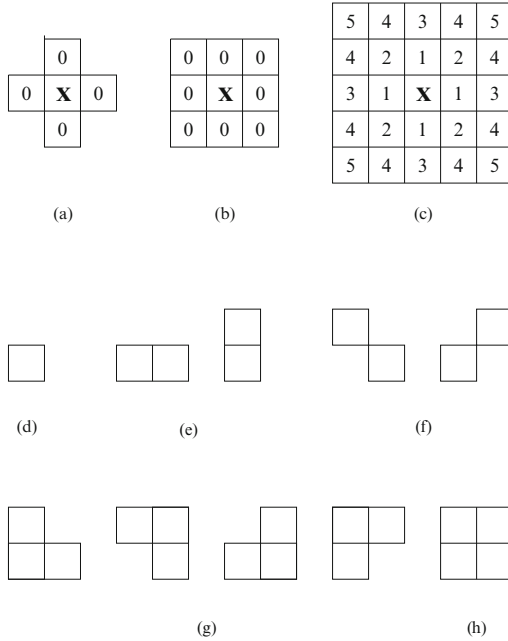 0
0 X 0
0
(a)
0 0 0
0 X 0
0 0 0
(b)
5 4 3 4 5
4 2 1 2 4
3 1 X 1 3
4 2 1 2 4
5 4 3 4 5
(c)
(d)
(e)
(f)
(g)
(h)